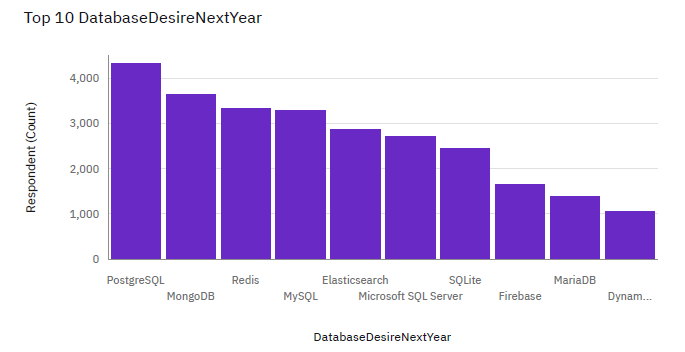 Top 10 DatabaseDesireNextYear
Respondent (Count)
4,000
3,000
2,000
1,000
0
PostgreSQL Redis Elasticsearch SQLite MariaDB
MongoDB MySQL Microsoft SQL Server Firebase Dynam...
DatabaseDesireNextYear